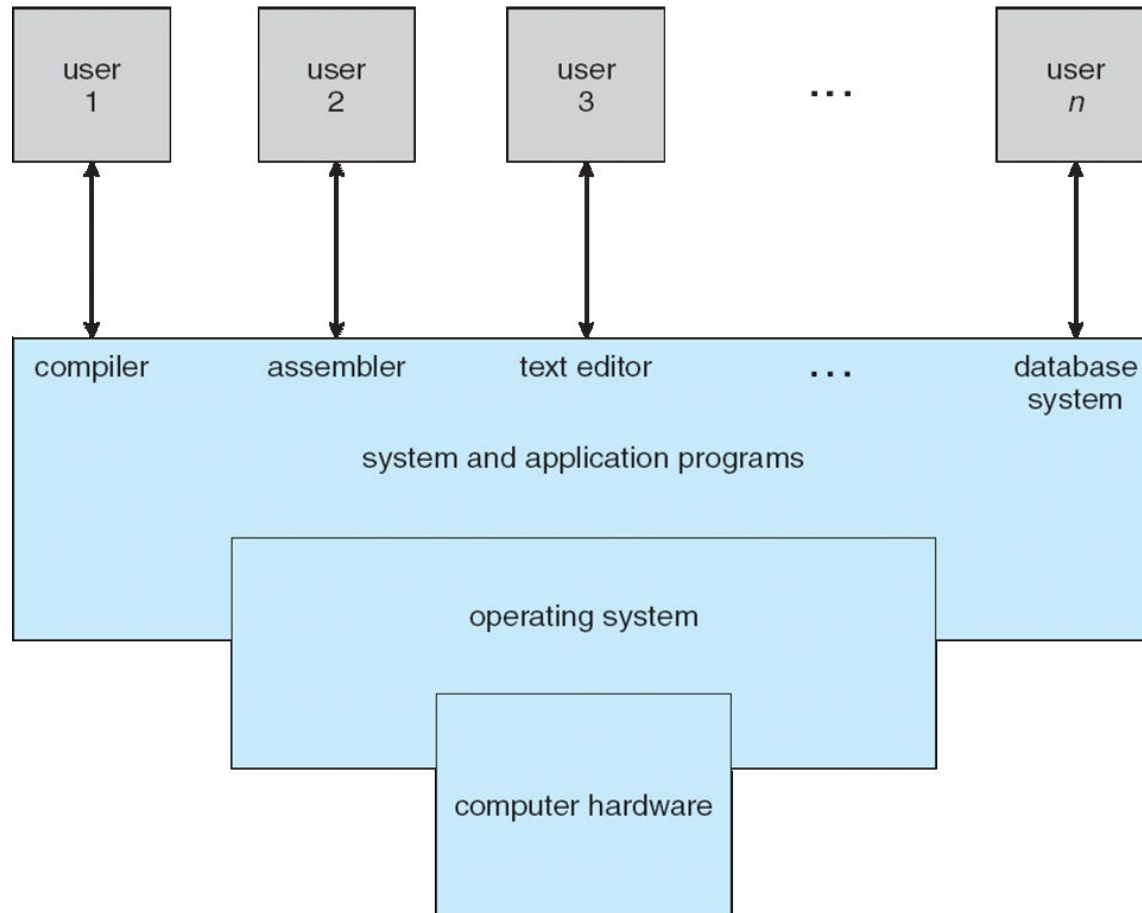 user
1
user
2
user
3
...
user
n
compiler
assembler
text editor
...
database
system
system and application programs
operating system
computer hardware